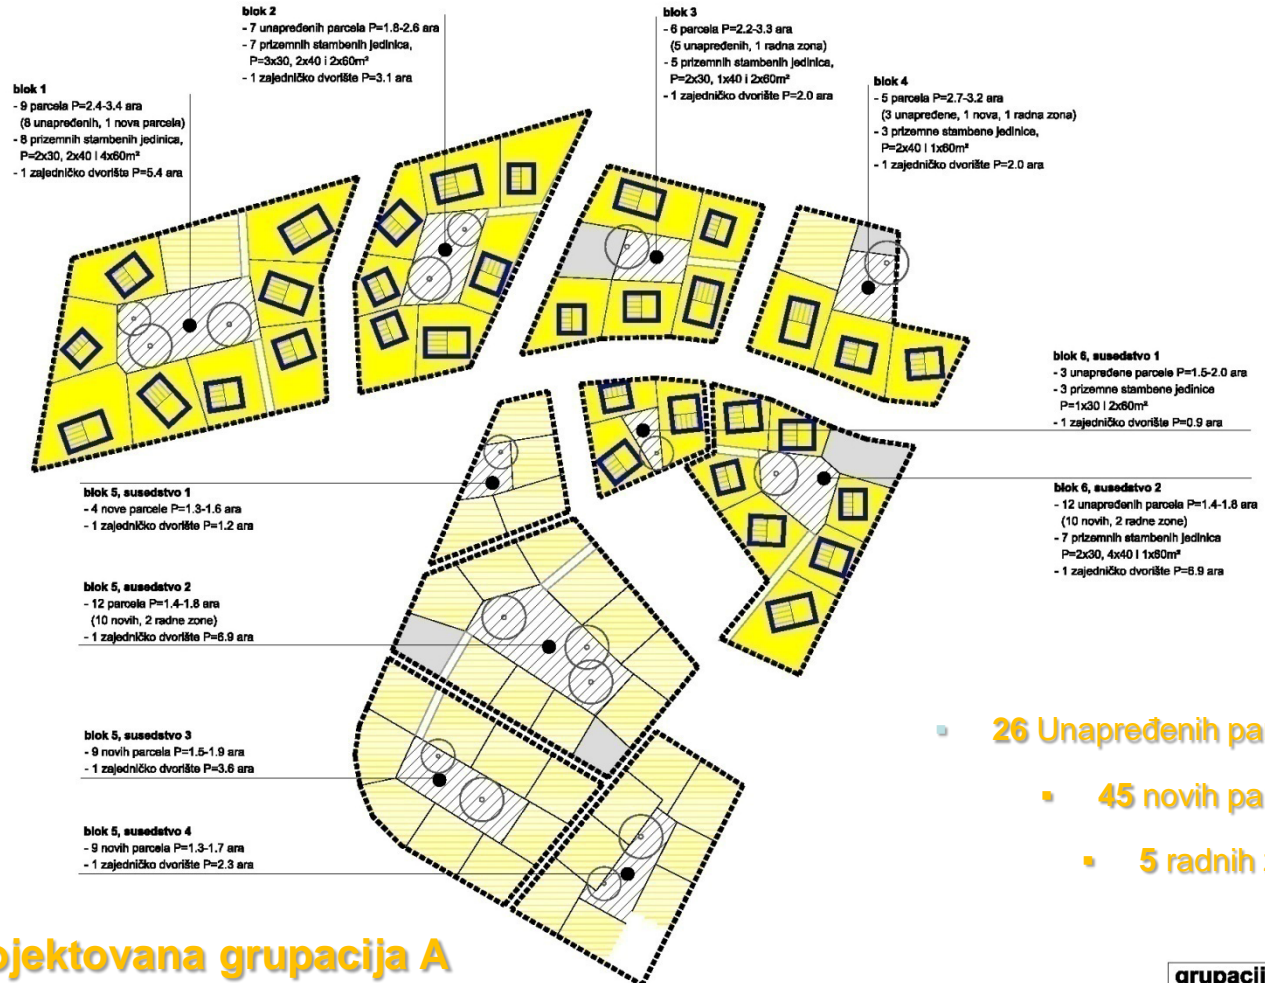 blok 1
- 9 parcela P=2.4-3.4 ara
(8 unapređenih, 1 nova parcela)
- 8 prizemnih stambenih jedinica,
P=2x30, 2x40 i 4x60m²
- 1 zajedničko dvorište P=5.4 ara
blok 2
- 7 unapređenih parcela P=1.8-2.6 ara
- 7 prizemnih stambenih jedinica,
P=3x30, 2x40 i 2x60m²
- 1 zajedničko dvorište P=3.1 ara
blok 3
- 6 parcela P=2.2-3.3 ara
(5 unapređenih, 1 radna zona)
- 5 prizemnih stambenih jedinica,
P=2x30, 1x40 i 2x60m²
- 1 zajedničko dvorište P=2.0 ara
blok 4
- 5 parcela P=2.7-3.2 ara
(3 unapređene, 1 nova, 1 radna zona)
- 3 prizemne stambene jedinice,
P=2x40 i 1x60m²
- 1 zajedničko dvorište P=2.0 ara
blok 6, susedstvo 1
- 3 unapređene parcele P=1.5-2.0 ara
- 3 prizemne stambene jedinice
P=1x30 i 2x60m²
- 1 zajedničko dvorište P=0.9 ara
blok 6, susedstvo 2
- 12 unapređenih parcela P=1.4-1.8 ara
(10 novih, 2 radne zone)
- 7 prizemnih stambenih jedinica
P=2x30, 4x40 i 1x60m²
- 1 zajedničko dvorište P=6.9 ara
blok 5, susedstvo 1
- 4 nove parcele P=1.3-1.6 ara
- 1 zajedničko dvorište P=1.2 ara
blok 5, susedstvo 2
- 12 parcela P=1.4-1.8 ara
(10 novih, 2 radne zone)
- 1 zajedničko dvorište P=6.9 ara
blok 5, susedstvo 3
- 9 novih parcela P=1.5-1.9 ara
- 1 zajedničko dvorište P=3.6 ara
blok 5, susedstvo 4
- 9 novih parcela P=1.3-1.7 ara
- 1 zajedničko dvorište P=2.3 ara
▪ 26 Unapređenih pa
▪ 45 novih pa
▪ 5 radnih
ojektovana grupacija A
grupacij